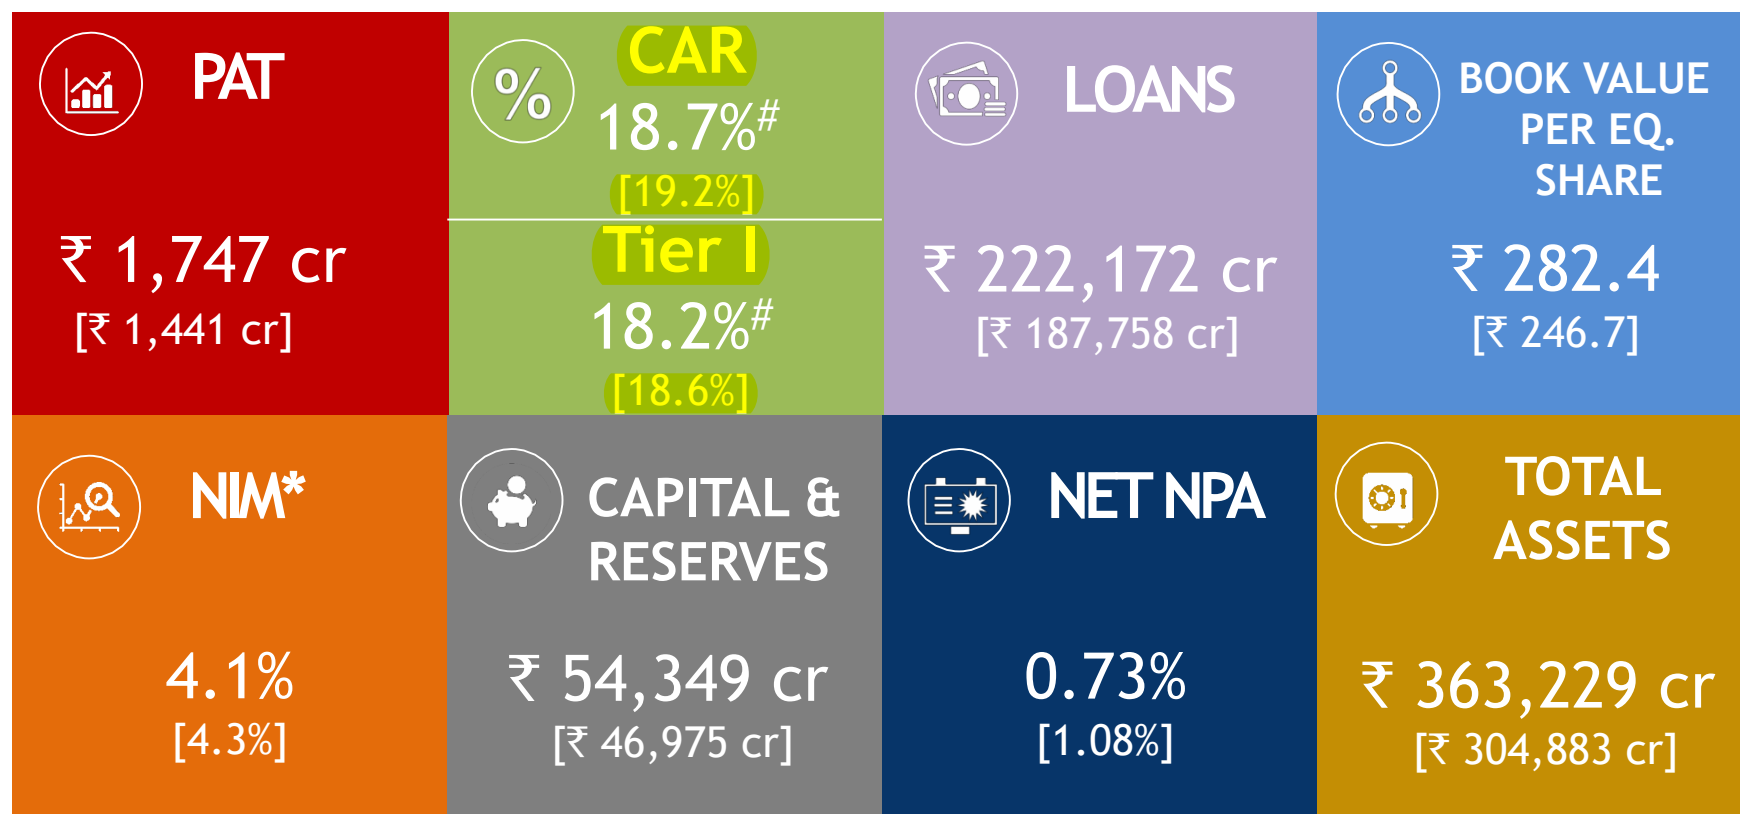 PAT
₹ 1,747 cr
[₹ 1,441 cr]
%
CAR
18.7%#
[19.2%]
Tier I
18.2%#
[18.6%]
LOANS
₹ 222,172 cr
[₹ 187,758 cr]
BOOK VALUE
PER EQ.
SHARE
₹ 282.4
[₹ 246.7]
NIM*
4.1%
[4.3%]
CAPITAL &
RESERVES
₹ 54,349 cr
[₹ 46,975 cr]
NET NPA
0.73%
[1.08%]
TOTAL
ASSETS
₹ 363,229 cr
[₹ 304,883 cr]